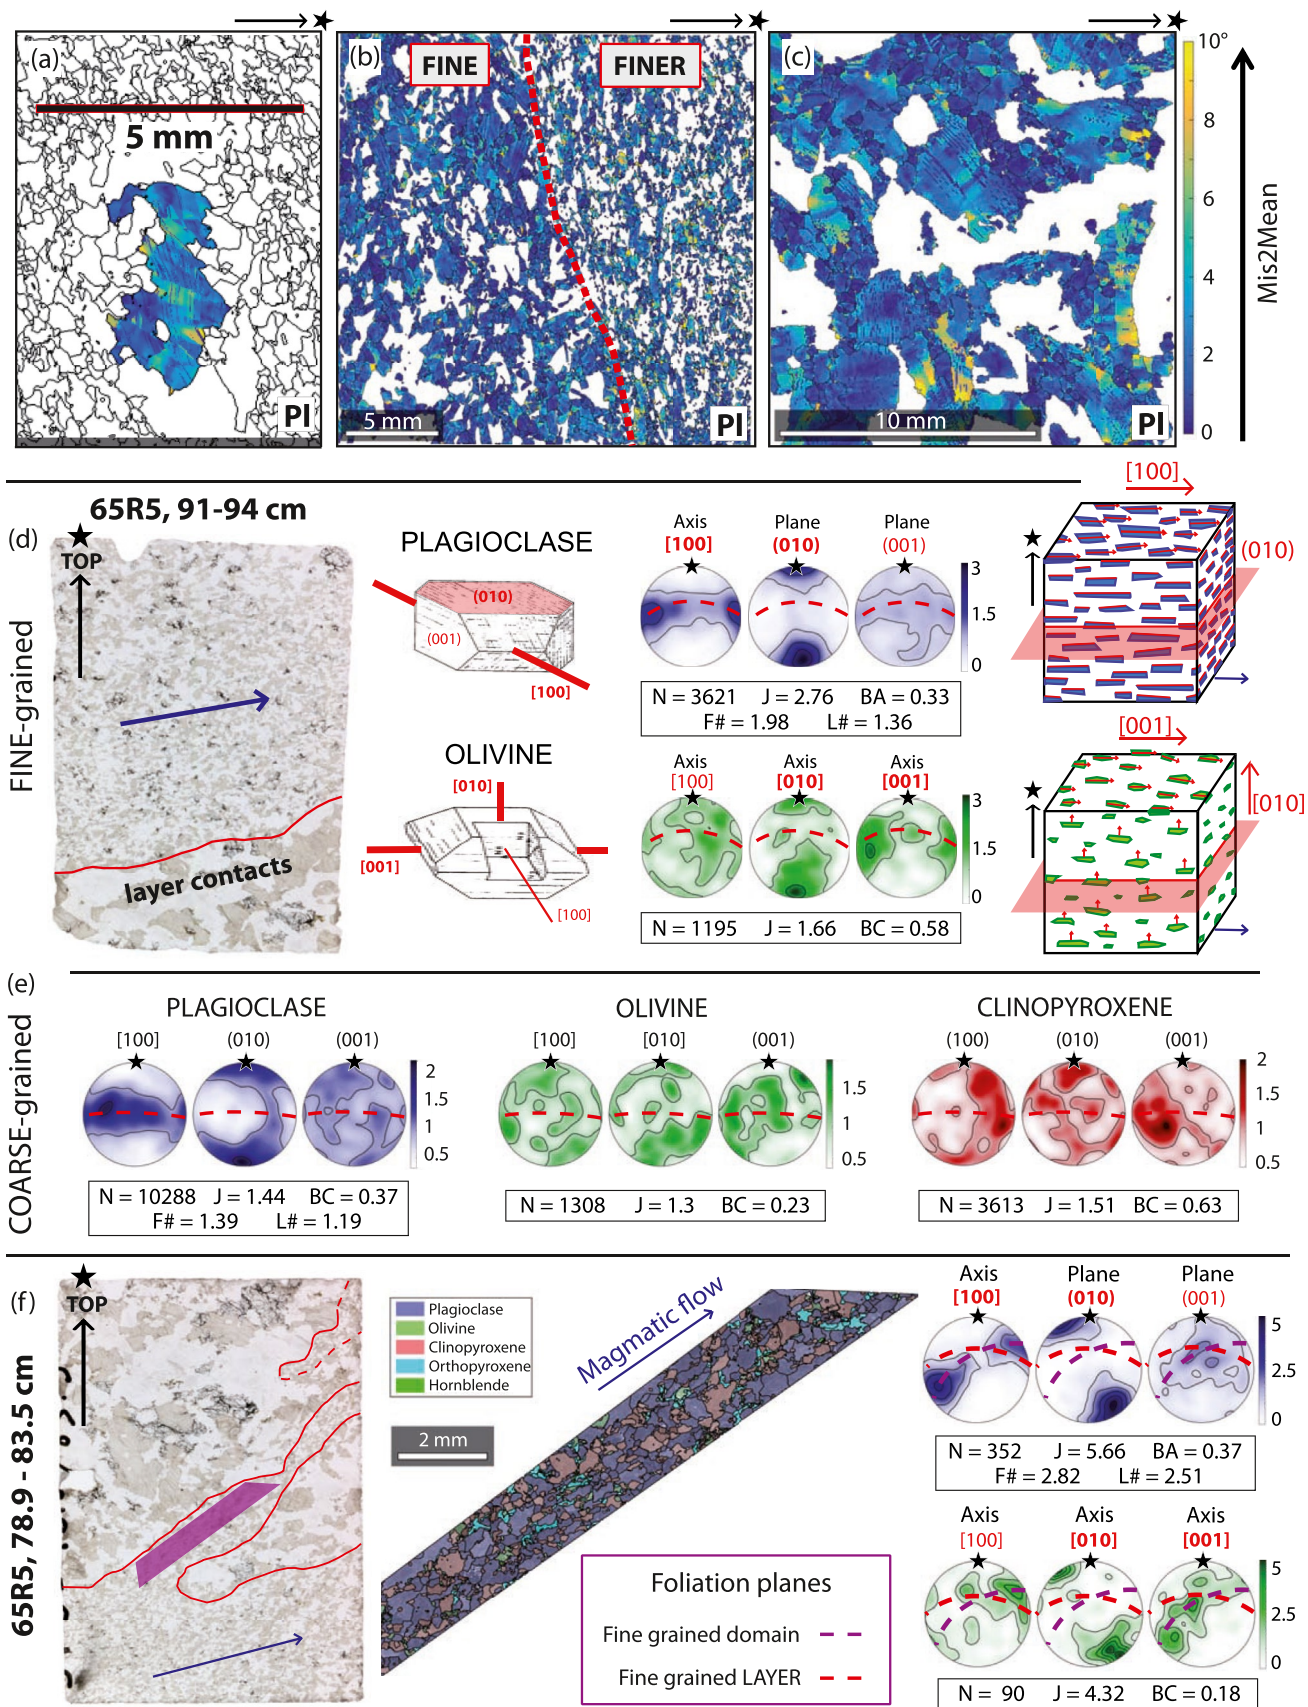 (a)
5 mm
Pl
(b)
FINE
FINER
5 mm
Pl
(c)
10 mm
Pl
10°
8
6
4
2
0
Mis2Mean
(d)
FINE-grained
65R5, 91-94 cm
TOP
layer contacts
PLAGIOCLASE
(010)
(001)
[100]
Axis Plane Plane
[100] (010) (001)
3
1.5
0
N = 3621 J = 2.76 BA = 0.33
F# = 1.98 L# = 1.36
[100]
(010)
OLIVINE
[010]
[001]
[100]
Axis Axis Axis
[100] [010] [001]
3
1.5
0
N = 1195 J = 1.66 BC = 0.58
[001]
[010]
(e)
COARSE-grained
PLAGIOCLASE
[100] (010) (001)
2
1.5
1
0.5
N = 10288 J = 1.44 BC = 0.37
F# = 1.39 L# = 1.19
OLIVINE
[100] [010] (001)
1.5
1
0.5
N = 1308 J = 1.3 BC = 0.23
CLINOPYROXENE
(100) (010) (001)
2
1.5
1
0.5
N = 3613 J = 1.51 BC = 0.63
(f)
65R5, 78.9 - 83.5 cm
TOP
Plagioclase
Olivine
Clinopyroxene
Orthopyroxene
Hornblende
2 mm
Magmatic flow
Foliation planes
Fine grained domain
Fine grained LAYER
Axis Plane Plane
[100] (010) (001)
5
2.5
0
N = 352 J = 5.66 BA = 0.37
F# = 2.82 L# = 2.51
Axis Axis Axis
[100] [010] [001]
5
2.5
0
N = 90 J = 4.32 BC = 0.18